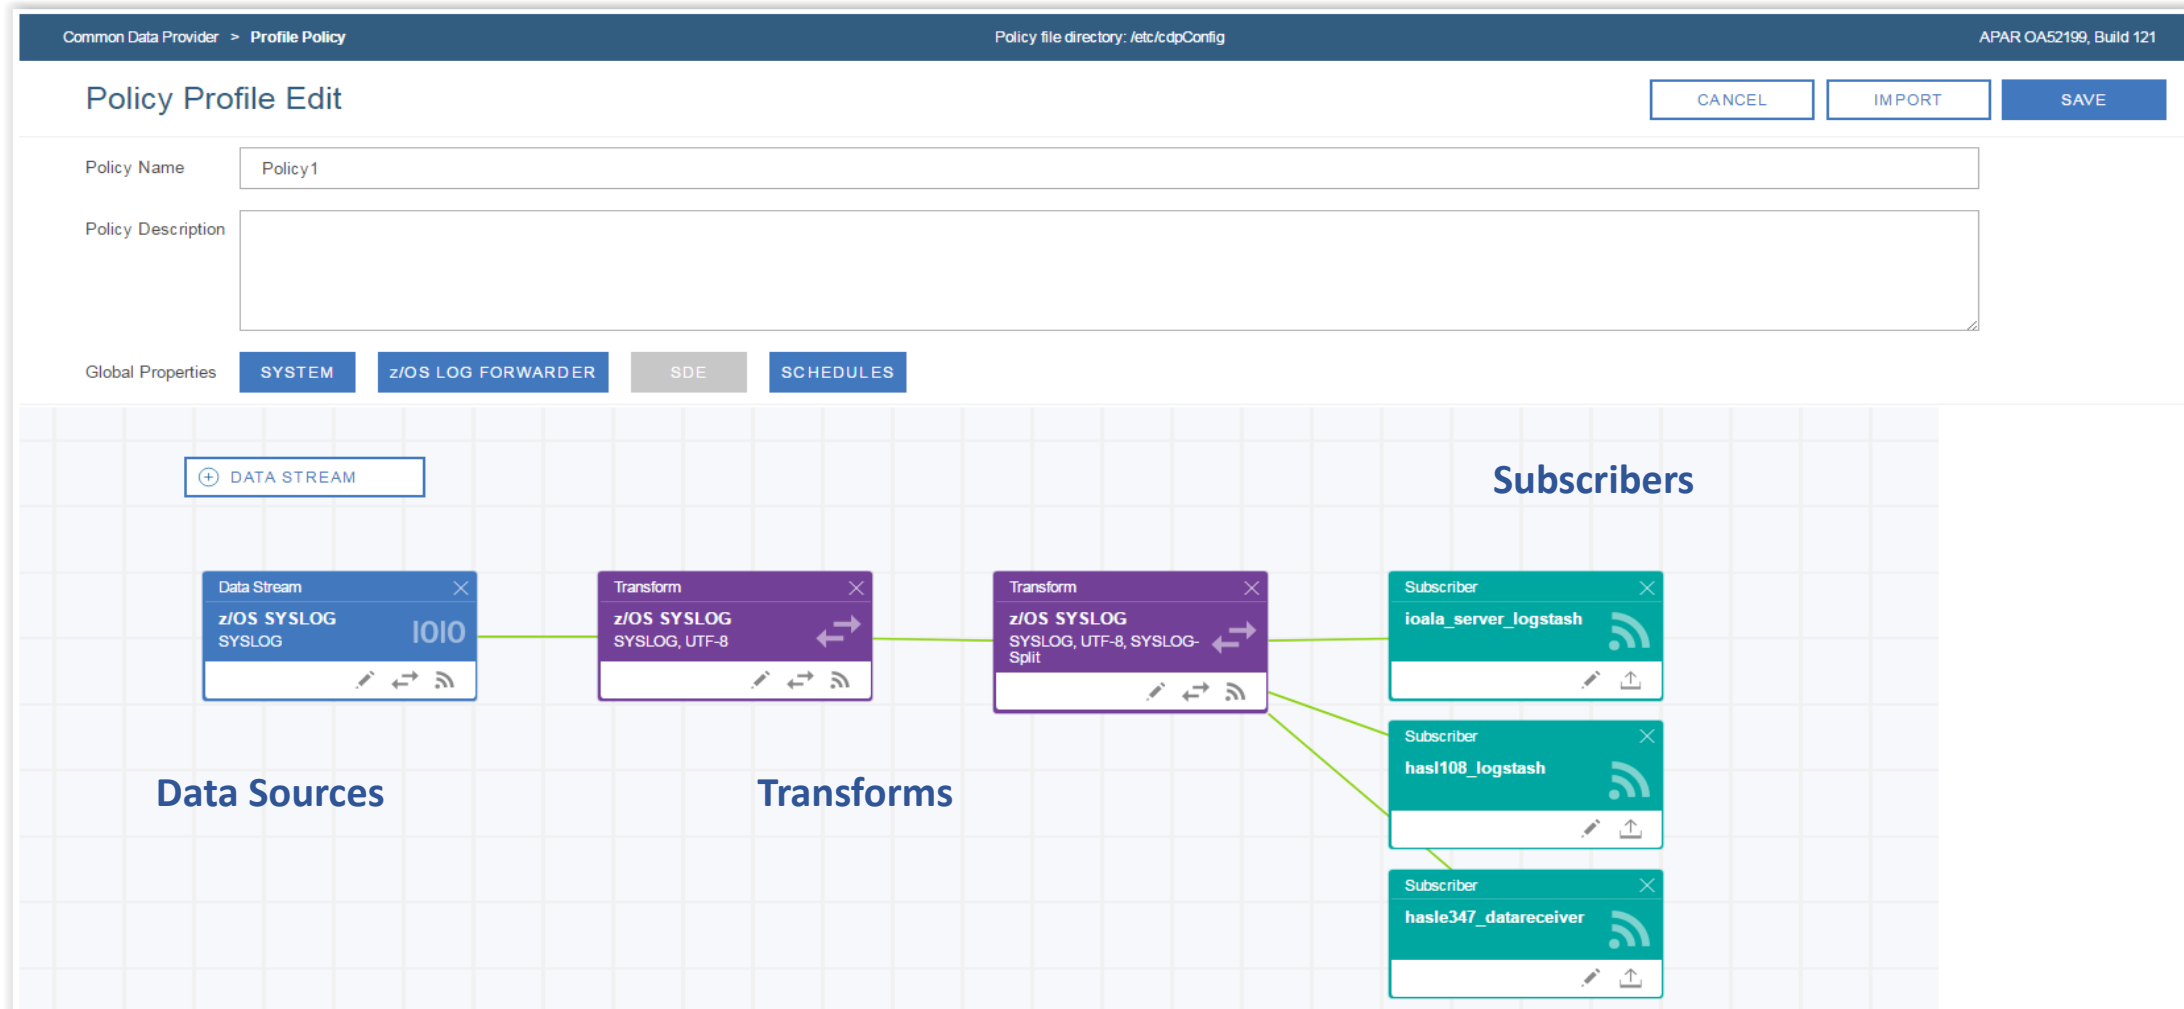 Common Data Provider > Profile Policy
Policy file directory: /etc/cdpConfig
APAR OA52199, Build 121
Policy Profile Edit
CANCEL
IMPORT
SAVE
Policy Name
Policy1
Policy Description
Global Properties
SYSTEM
z/OS LOG FORWARDER
SDE
SCHEDULES
DATA STREAM
Subscribers
Data Stream
z/OS SYSLOG
SYSLOG
IOIO
Transform
z/OS SYSLOG
SYSLOG, UTF-8
Transform
z/OS SYSLOG
SYSLOG, UTF-8, SYSLOG-
Split
Subscriber
ioala_server_logstash
Subscriber
hasl108_logstash
Data Sources
Transforms
Subscriber
hasle347_datareceiver